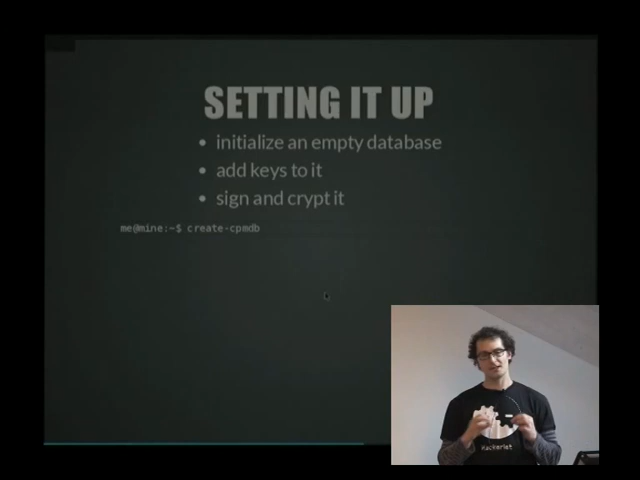 SETTING IT UP
• initialize an empty database
• add keys to it
• sign and crypt it
me@mine:~$ create-cpmdb